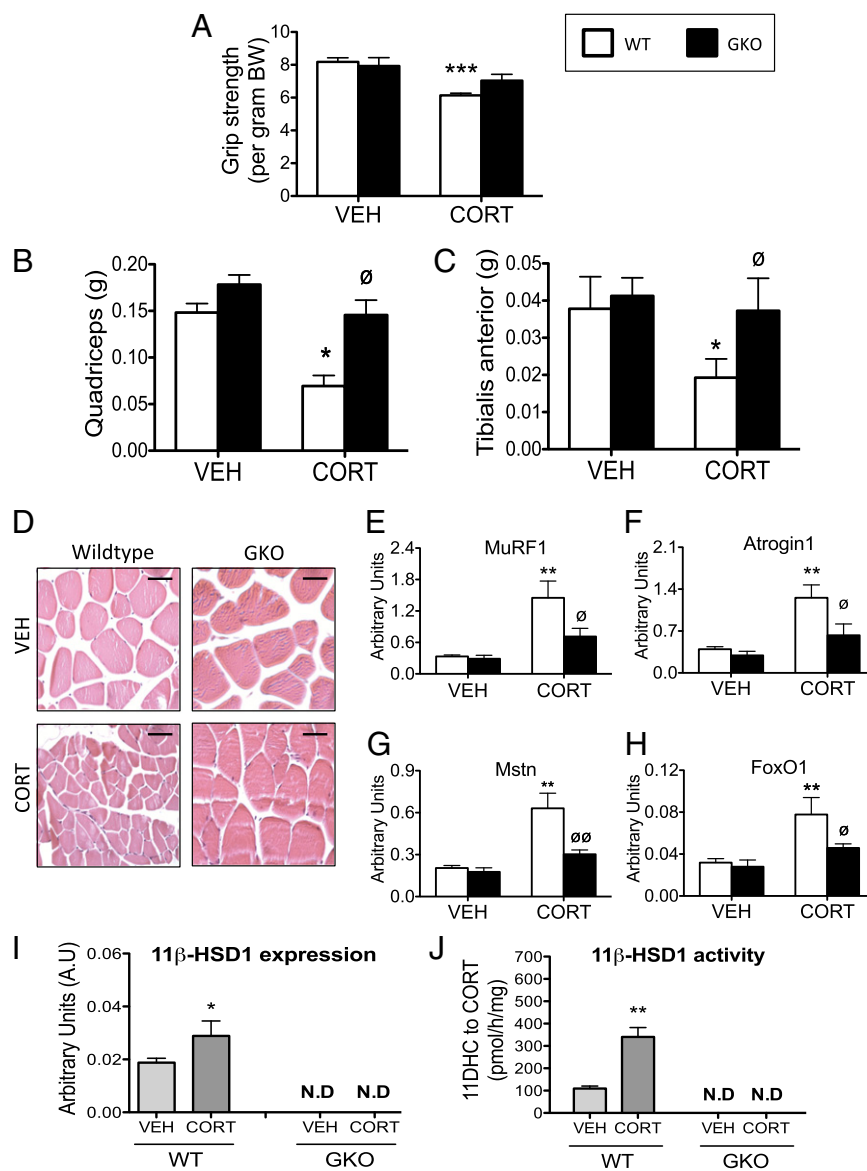 A
Grip strength
(per gram BW)
10
8
6
4
2
0
***
VEH
CORT
WT
GKO
B
Quadriceps (g)
0.20
0.15
0.10
0.05
0.00
*
Ø
VEH
CORT
C
Tibialis anterior (g)
0.05
0.04
0.03
0.02
0.01
0.00
*
Ø
VEH
CORT
D
Wildtype
GKO
VEH
CORT
E
MuRF1
Arbitrary Units
2.4
1.8
1.2
0.6
0.0
**
Ø
VEH
CORT
F
Atrogin1
Arbitrary Units
2.1
1.4
0.7
0.0
**
Ø
VEH
CORT
G
Mstn
Arbitrary Units
0.9
0.6
0.3
0.0
**
ØØ
VEH
CORT
H
FoxO1
Arbitrary Units
0.12
0.08
0.04
0.00
**
Ø
VEH
CORT
I
11β-HSD1 expression
Arbitrary Units (A.U)
0.06
0.04
0.02
0.00
*
N.D N.D
VEH CORT VEH CORT
WT GKO
J
11β-HSD1 activity
11DHC to CORT
(pmol/h/mg)
700
600
500
400
300
200
100
0
**
N.D N.D
VEH CORT VEH CORT
WT GKO